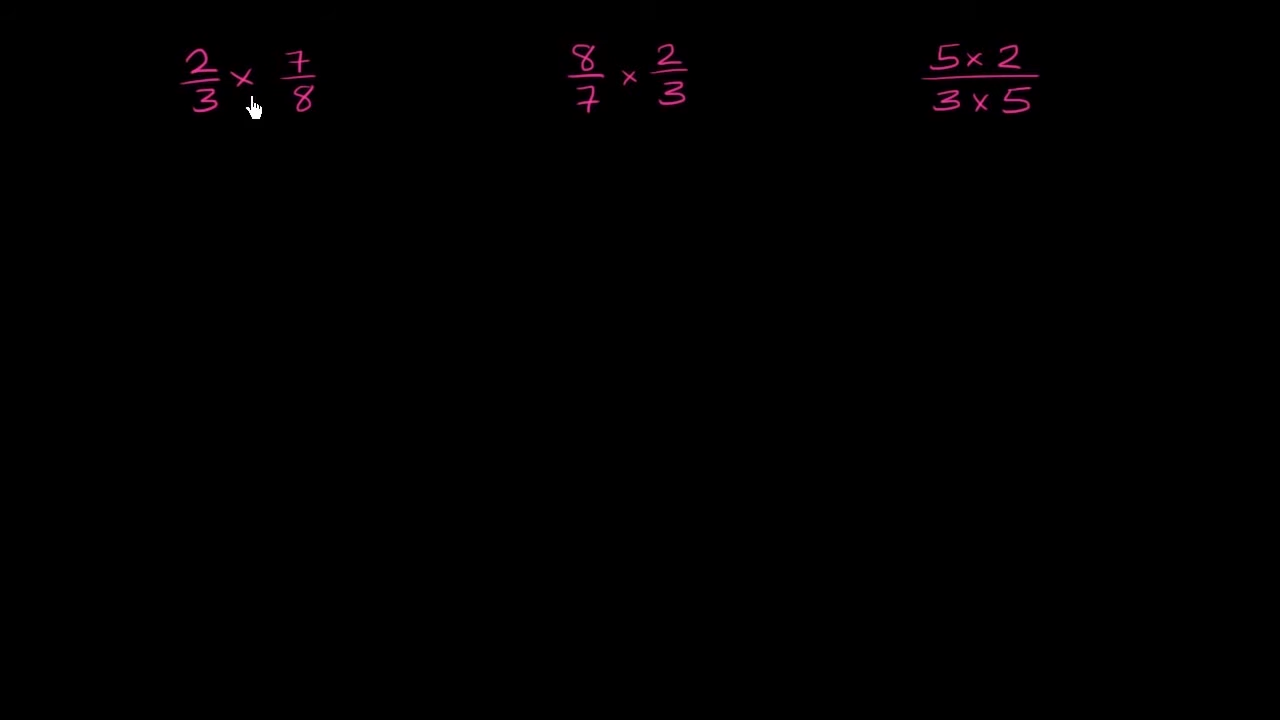 2/3 × 7/8
8/7 × 2/3
5 × 2 / 3 × 5